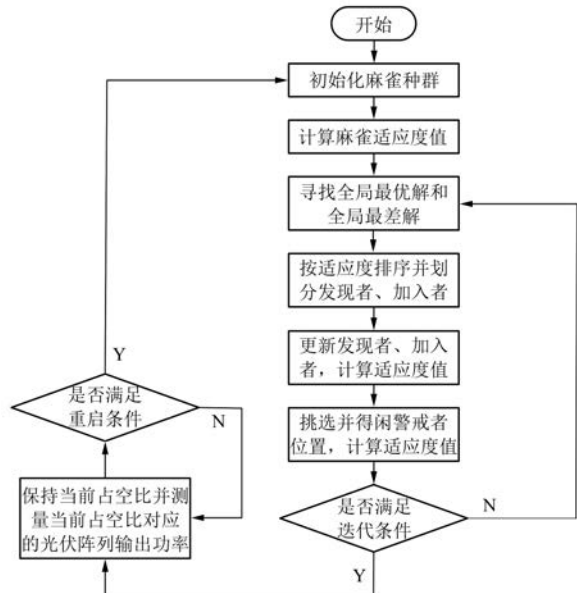 开始
初始化麻雀种群
计算麻雀适应度值
寻找全局最优解和
全局最差解
按适应度排序并划
分发现者、加入者
更新发现者、加入
者，计算适应度值
挑选并得闲警戒者
位置，计算适应度值
是否满足
迭代条件
N
Y
Y
是否满足
重启条件
N
保持当前占空比并测
量当前占空比对应
的光伏阵列输出功率